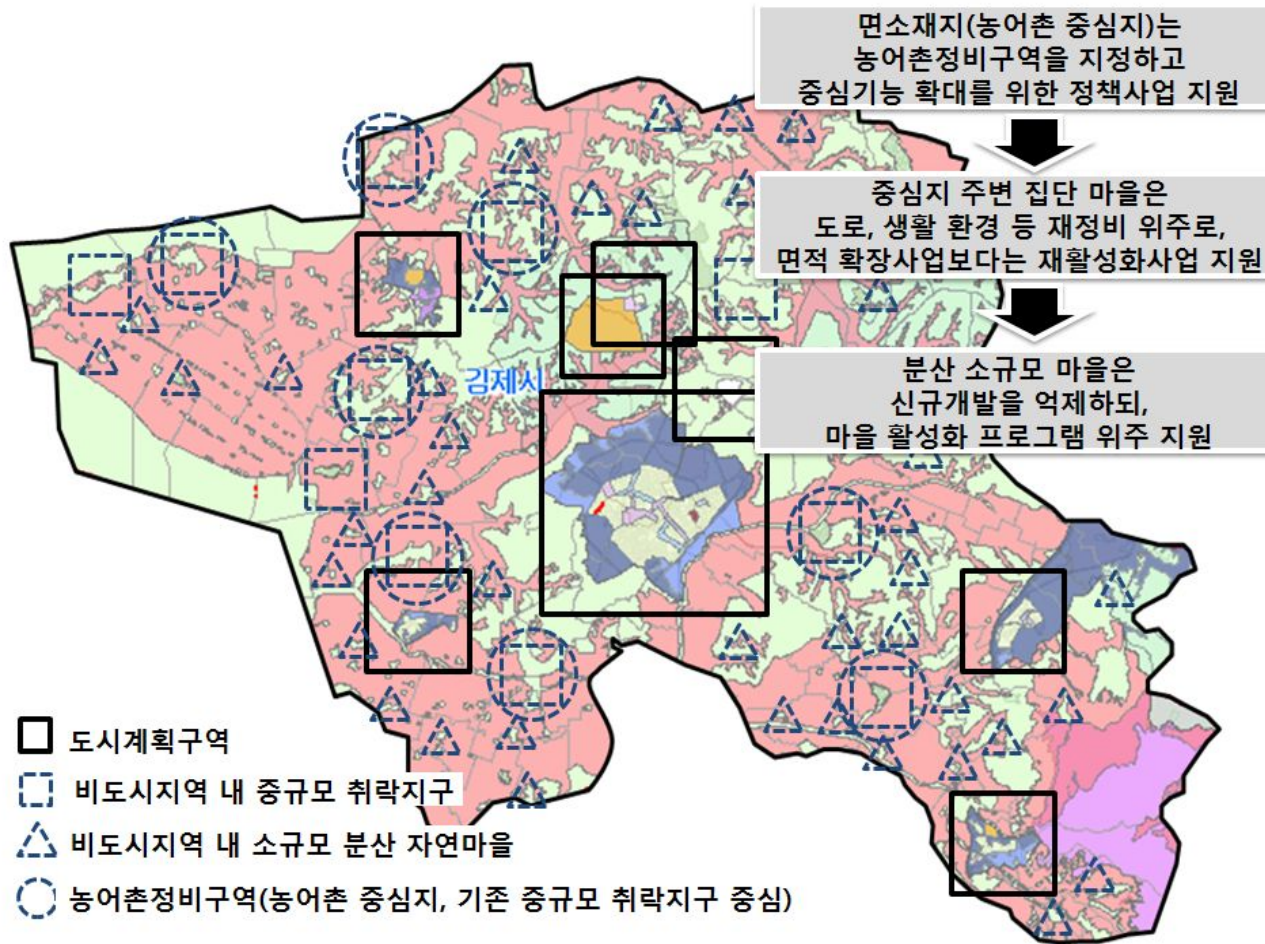 면소재지(농어촌 중심지)는
농어촌정비구역을 지정하고
중심기능 확대를 위한 정책사업 지원
중심지 주변 집단 마을은
도로, 생활 환경 등 재정비 위주로,
면적 확장사업보다는 재활성화사업 지원
분산 소규모 마을은
신규개발을 억제하되,
마을 활성화 프로그램 위주 지원
김제시
도시계획구역
비도시지역 내 중규모 취락지구
비도시지역 내 소규모 분산 자연마을
농어촌정비구역(농어촌 중심지, 기존 중규모 취락지구 중심)